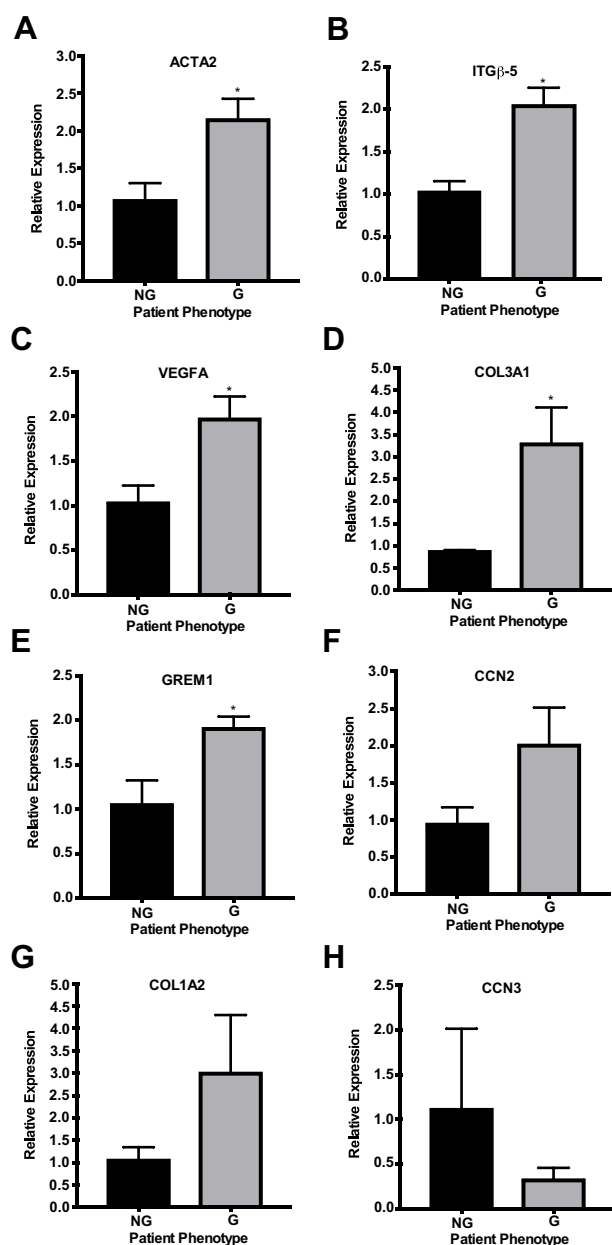 A
ACTA2
Relative Expression
3.0
2.5
2.0
1.5
1.0
0.5
0.0
*
NG
G
Patient Phenotype
B
ITGβ-5
Relative Expression
2.5
2.0
1.5
1.0
0.5
0.0
*
NG
G
Patient Phenotype
C
VEGFA
Relative Expression
2.5
2.0
1.5
1.0
0.5
0.0
*
NG
G
Patient Phenotype
D
COL3A1
Relative Expression
5.0
4.5
4.0
3.5
3.0
2.5
2.0
1.5
1.0
0.5
0.0
*
NG
G
Patient Phenotype
E
GREM1
Relative Expression
2.5
2.0
1.5
1.0
0.5
0.0
*
NG
G
Patient Phenotype
F
CCN2
Relative Expression
3.0
2.5
2.0
1.5
1.0
0.5
0.0
NG
G
Patient Phenotype
G
COL1A2
Relative Expression
5.0
4.5
4.0
3.5
3.0
2.5
2.0
1.5
1.0
0.5
0.0
NG
G
Patient Phenotype
H
CCN3
Relative Expression
2.5
2.0
1.5
1.0
0.5
0.0
NG
G
Patient Phenotype